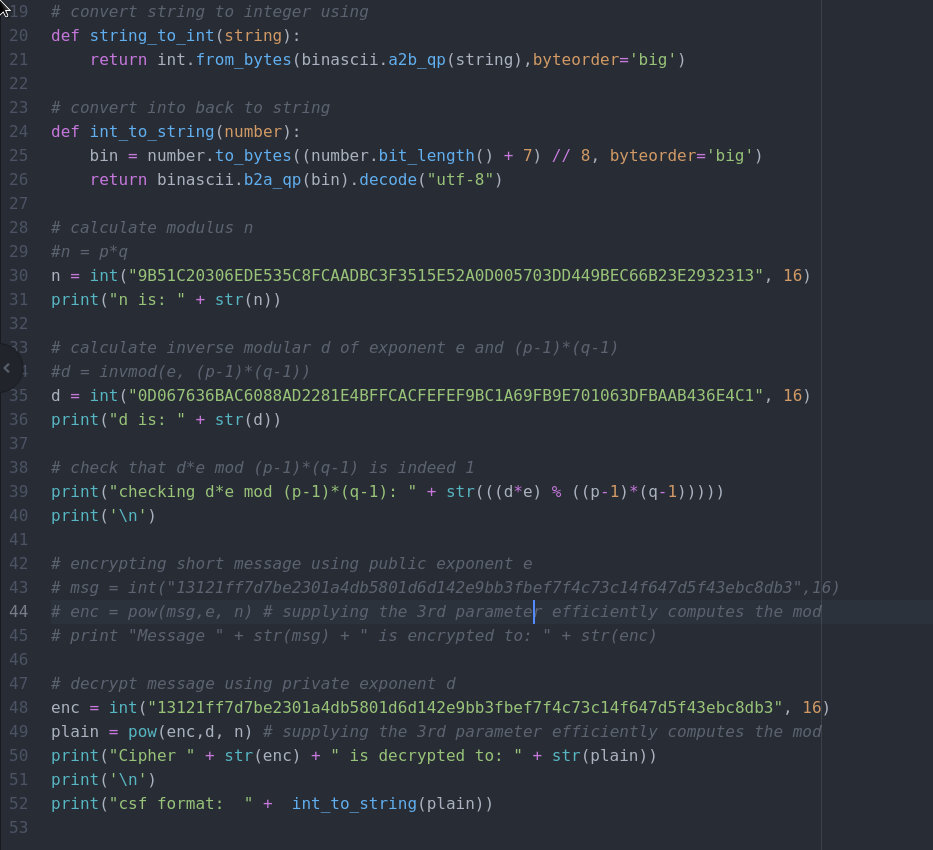 19 # convert string to integer using
20 def string_to_int(string):
21     return int.from_bytes(binascii.a2b_qp(string),byteorder='big')
22
23 # convert into back to string
24 def int_to_string(number):
25     bin = number.to_bytes((number.bit_length() + 7) // 8, byteorder='big')
26     return binascii.b2a_qp(bin).decode("utf-8")
27
28 # calculate modulus n
29 #n = p*q
30 n = int("9B51C20306EDE535C8FCAADBC3F3515E52A0D005703DD449BEC66B23E2932313", 16)
31 print("n is: " + str(n))
32
33 # calculate inverse modular d of exponent e and (p-1)*(q-1)
34 #d = invmod(e, (p-1)*(q-1))
35 d = int("0D067636BAC6088AD2281E4BFFCACFEFEF9BC1A69FB9E701063DFBAAB436E4C1", 16)
36 print("d is: " + str(d))
37
38 # check that d*e mod (p-1)*(q-1) is indeed 1
39 print("checking d*e mod (p-1)*(q-1): " + str(((d*e) % ((p-1)*(q-1)))))
40 print('\n')
41
42 # encrypting short message using public exponent e
43 # msg = int("13121ff7d7be2301a4db5801d6d142e9bb3fbef7f4c73c14f647d5f43ebc8db3",16)
44 # enc = pow(msg,e, n) # supplying the 3rd parameter efficiently computes the mod
45 # print "Message " + str(msg) + " is encrypted to: " + str(enc)
46
47 # decrypt message using private exponent d
48 enc = int("13121ff7d7be2301a4db5801d6d142e9bb3fbef7f4c73c14f647d5f43ebc8db3", 16)
49 plain = pow(enc,d, n) # supplying the 3rd parameter efficiently computes the mod
50 print("Cipher " + str(enc) + " is decrypted to: " + str(plain))
51 print('\n')
52 print("csf format:  " +  int_to_string(plain))
53